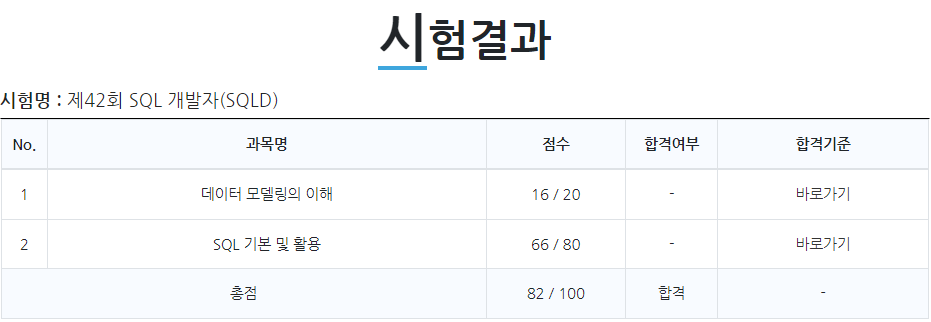 시험결과
시험명 : 제42회 SQL 개발자(SQLD)
No. 과목명 점수 합격여부 합격기준
1 데이터 모델링의 이해 16 / 20 - 바로가기
2 SQL 기본 및 활용 66 / 80 - 바로가기
총점 82 / 100 합격 -